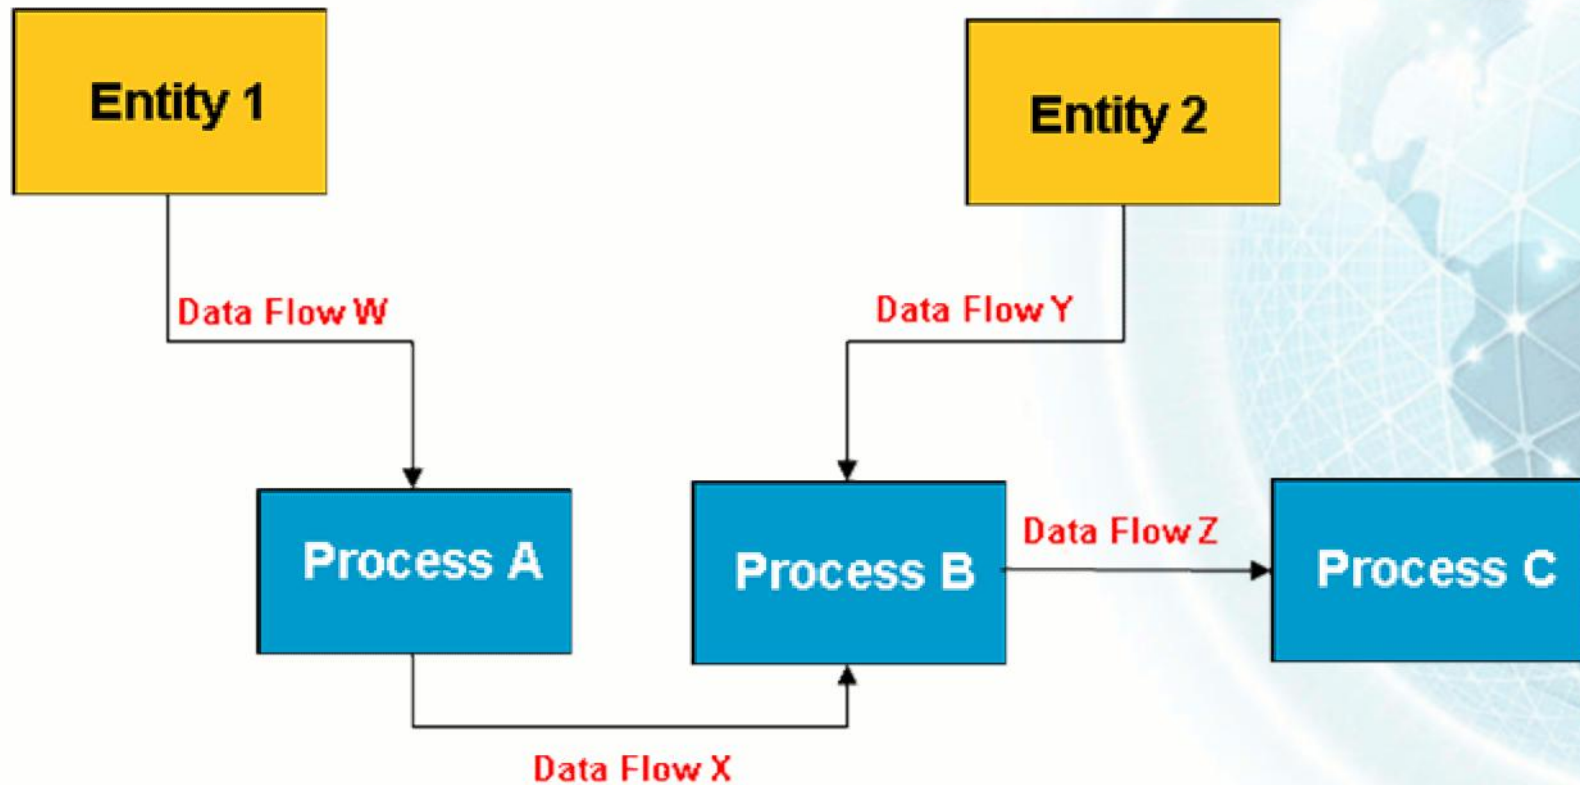 Entity 1
Entity 2
Data Flow W
Data Flow Y
Process A
Process B
Data Flow Z
Process C
Data Flow X